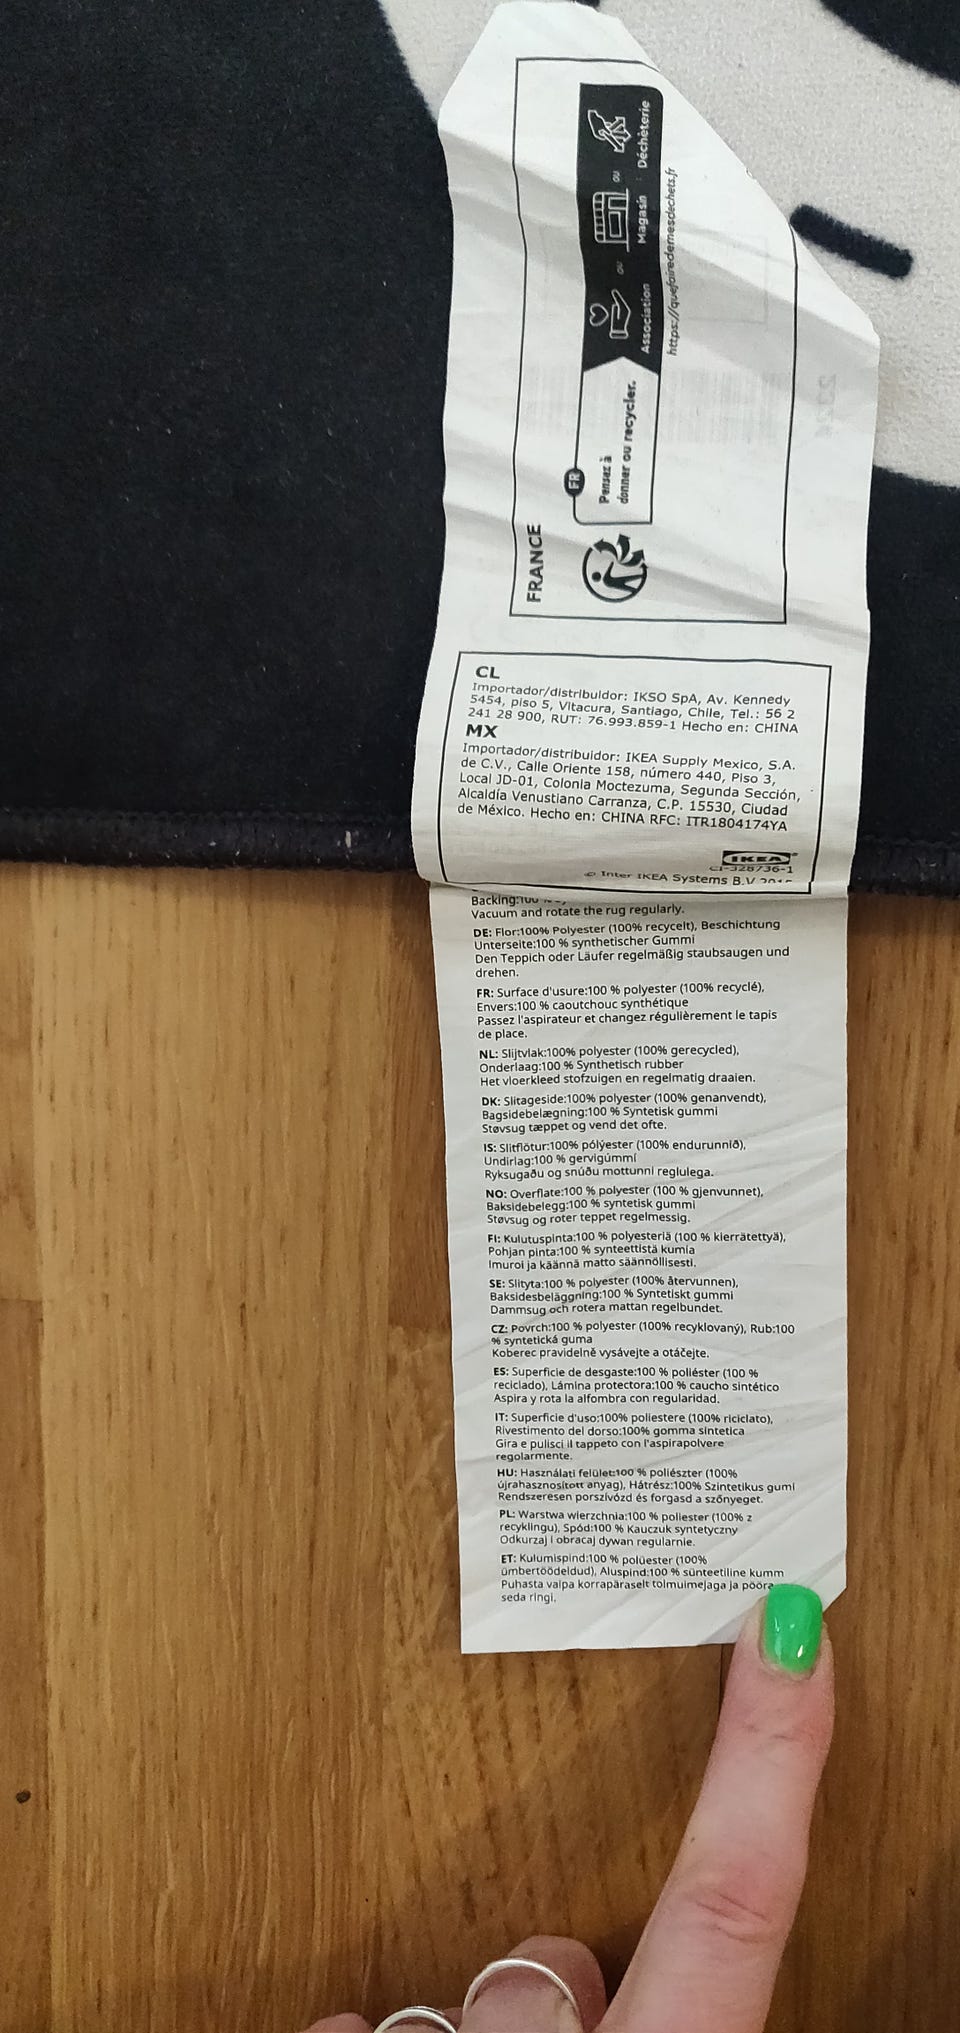 FRANCE
FR
Pensez à
donner ou recycler.
Association
ou
Magasin
ou
Déchèterie
https://quefairedemesdechets.fr
CL
Importador/distribuidor: IKSO SpA, Av. Kennedy
5454, piso 5, Vitacura, Santiago, Chile, Tel.: 56 2
241 28 900, RUT: 76.993.859-1 Hecho en: CHINA
MX
Importador/distribuidor: IKEA Supply Mexico, S.A.
de C.V., Calle Oriente 158, número 440, Piso 3,
Local JD-01, Colonia Moctezuma, Segunda Sección,
Alcaldía Venustiano Carranza, C.P. 15530, Ciudad
de México. Hecho en: CHINA RFC: ITR1804174YA
IKEA®
CI-328736-1
© Inter IKEA Systems B.V.
Backing:100
Vacuum and rotate the rug regularly.
DE: Flor:100% Polyester (100% recycelt), Beschichtung
Unterseite:100 % synthetischer Gummi
Den Teppich oder Läufer regelmäßig staubsaugen und
drehen.
FR: Surface d'usure:100 % polyester (100% recyclé),
Envers:100 % caoutchouc synthétique
Passez l'aspirateur et changez régulièrement le tapis
de place.
NL: Slijtvlak:100% polyester (100% gerecycled),
Onderlaag:100 % Synthetisch rubber
Het vloerkleed stofzuigen en regelmatig draaien.
DK: Slitageside:100% polyester (100% genanvendt),
Bagsidebelægning:100 % Syntetisk gummi
Støvsug tæppet og vend det ofte.
IS: Slitflötur:100% pólýester (100% endurunnið),
Undirlag:100 % gervigúmmí
Ryksugaðu og snúðu mottunni reglulega.
NO: Overflate:100 % polyester (100 % gjenvunnet),
Baksidebelegg:100 % syntetisk gummi
Støvsug og roter teppet regelmessig.
FI: Kulutuspinta:100 % polyesteriä (100 % kierrätettyä),
Pohjan pinta:100 % synteettistä kumia
Imuroi ja käännä matto säännöllisesti.
SE: Slityta:100 % polyester (100% återvunnen),
Baksidesbeläggning:100 % Syntetiskt gummi
Dammsug och rotera mattan regelbundet.
CZ: Povrch:100 % polyester (100% recyklovaný), Rub:100
% syntetická guma
Koberec pravidelně vysávejte a otáčejte.
ES: Superficie de desgaste:100 % poliéster (100 %
reciclado), Lámina protectora:100 % caucho sintético
Aspira y rota la alfombra con regularidad.
IT: Superficie d'uso:100% poliestere (100% riciclato),
Rivestimento del dorso:100% gomma sintetica
Gira e pulisci il tappeto con l'aspirapolvere
regolarmente.
HU: Használati felület:100 % poliészter (100%
újrahasznosított anyag), Hátrész:100% Szintetikus gumi
Rendszeresen porszívózd és forgasd a szőnyeget.
PL: Warstwa wierzchnia:100 % poliester (100% z
recyklingu), Spód:100 % Kauczuk syntetyczny
Odkurzaj i obracaj dywan regularnie.
ET: Kulumispind:100 % polüester (100%
ümbertöödeldud), Aluspind:100 % sünteetiline kumm
Puhasta vaipa korrapäraselt tolmuimejaga ja pööra
seda ringi.